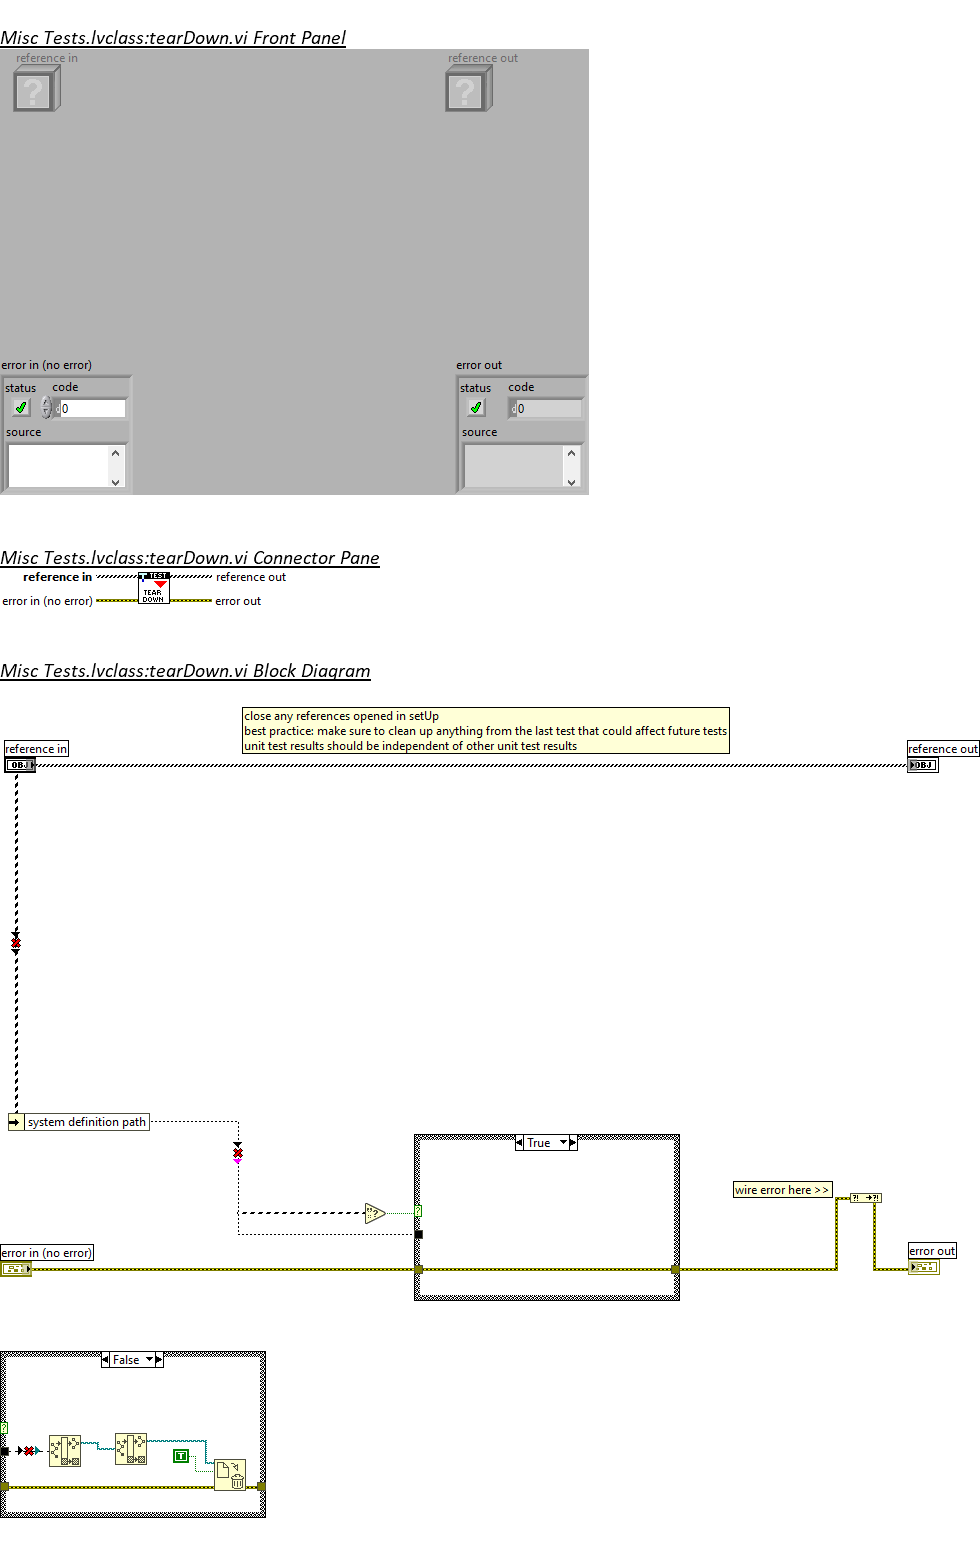 Misc Tests.lvclass:tearDown.vi Front Panel
reference in
reference out
?
?
error in (no error)
error out
status
code
status
code
d
0
d
0
source
source
Misc Tests.lvclass:tearDown.vi Connector Pane
reference in
TEST
reference out
error in (no error)
TEAR
DOWN
error out
Misc Tests.lvclass:tearDown.vi Block Diagram
close any references opened in setUp
best practice: make sure to clean up anything from the last test that could affect future tests
unit test results should be independent of other unit test results
reference in
reference out
OBJ
OBJ
system definition path
True
wire error here >>
?! →?!
?
?
error in (no error)
error out
False
?
T